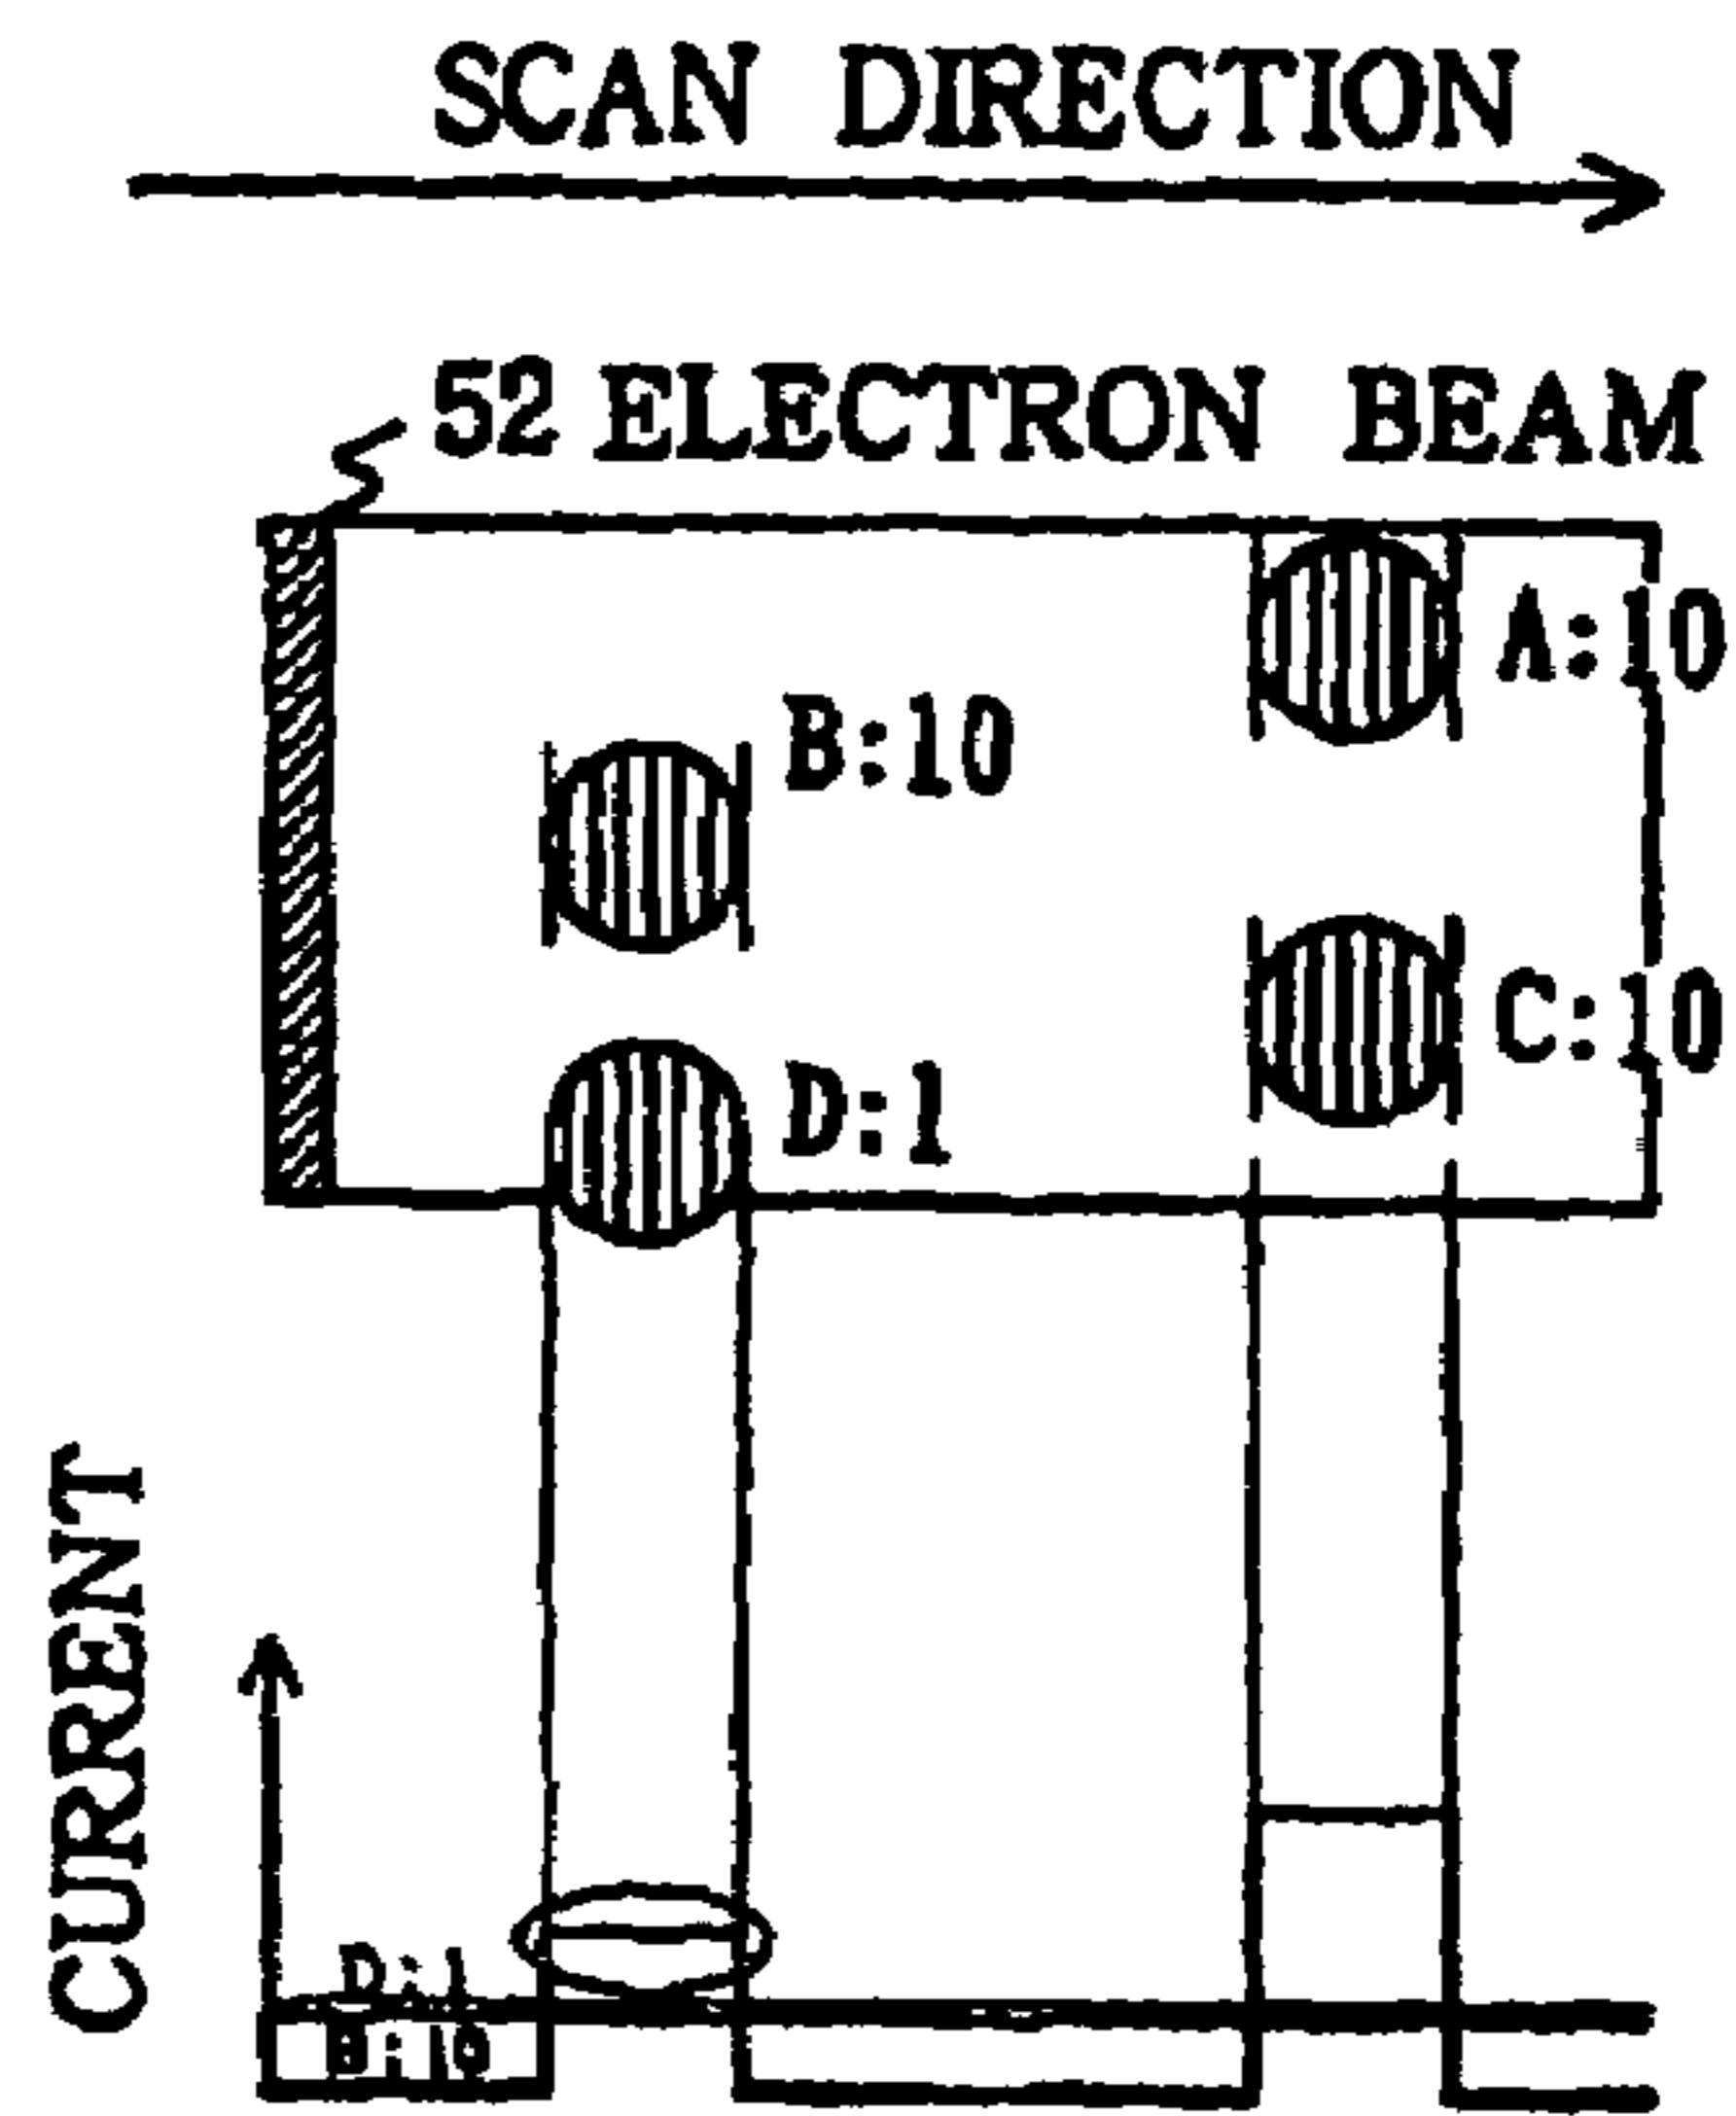 SCAN DIRECTION
52 ELECTRON BEAM
A:10
B:10
C:10
D:1
CURRENT
D:1
B:10